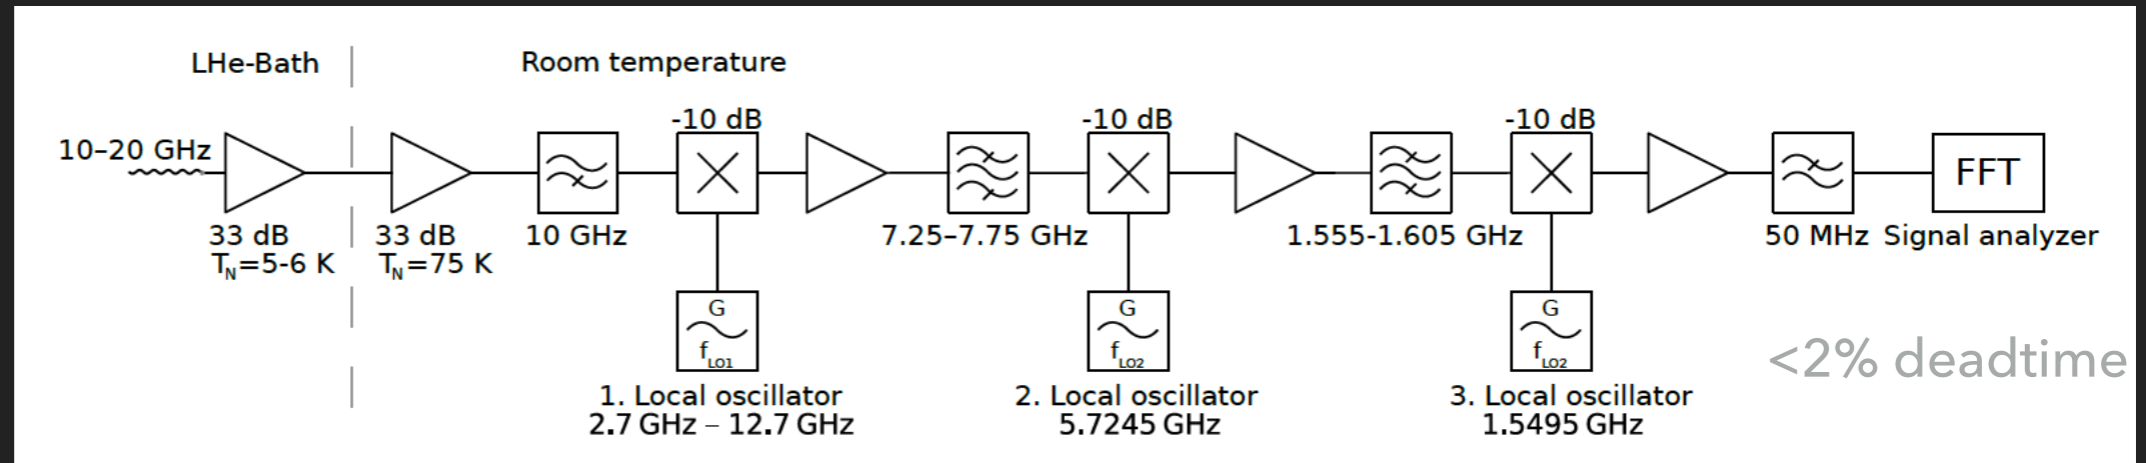 LHe-Bath
Room temperature
10–20 GHz
-10 dB
-10 dB
-10 dB
FFT
33 dB
T_N=5-6 K
33 dB
T_N=75 K
10 GHz
7.25–7.75 GHz
1.555-1.605 GHz
50 MHz
Signal analyzer
G
f_LO1
G
f_LO2
G
f_LO2
1. Local oscillator
2.7 GHz – 12.7 GHz
2. Local oscillator
5.7245 GHz
3. Local oscillator
1.5495 GHz
<2% deadtime